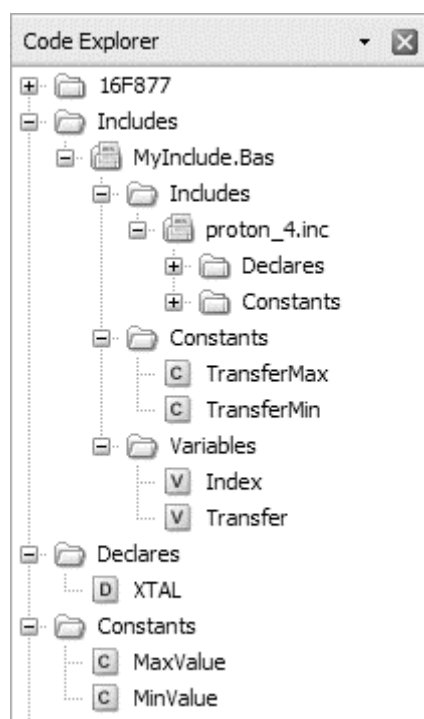 Code Explorer
16F877
Includes
MyInclude.Bas
Includes
proton_4.inc
Declares
Constants
Constants
C TransferMax
C TransferMin
Variables
V Index
V Transfer
Declares
D XTAL
Constants
C MaxValue
C MinValue